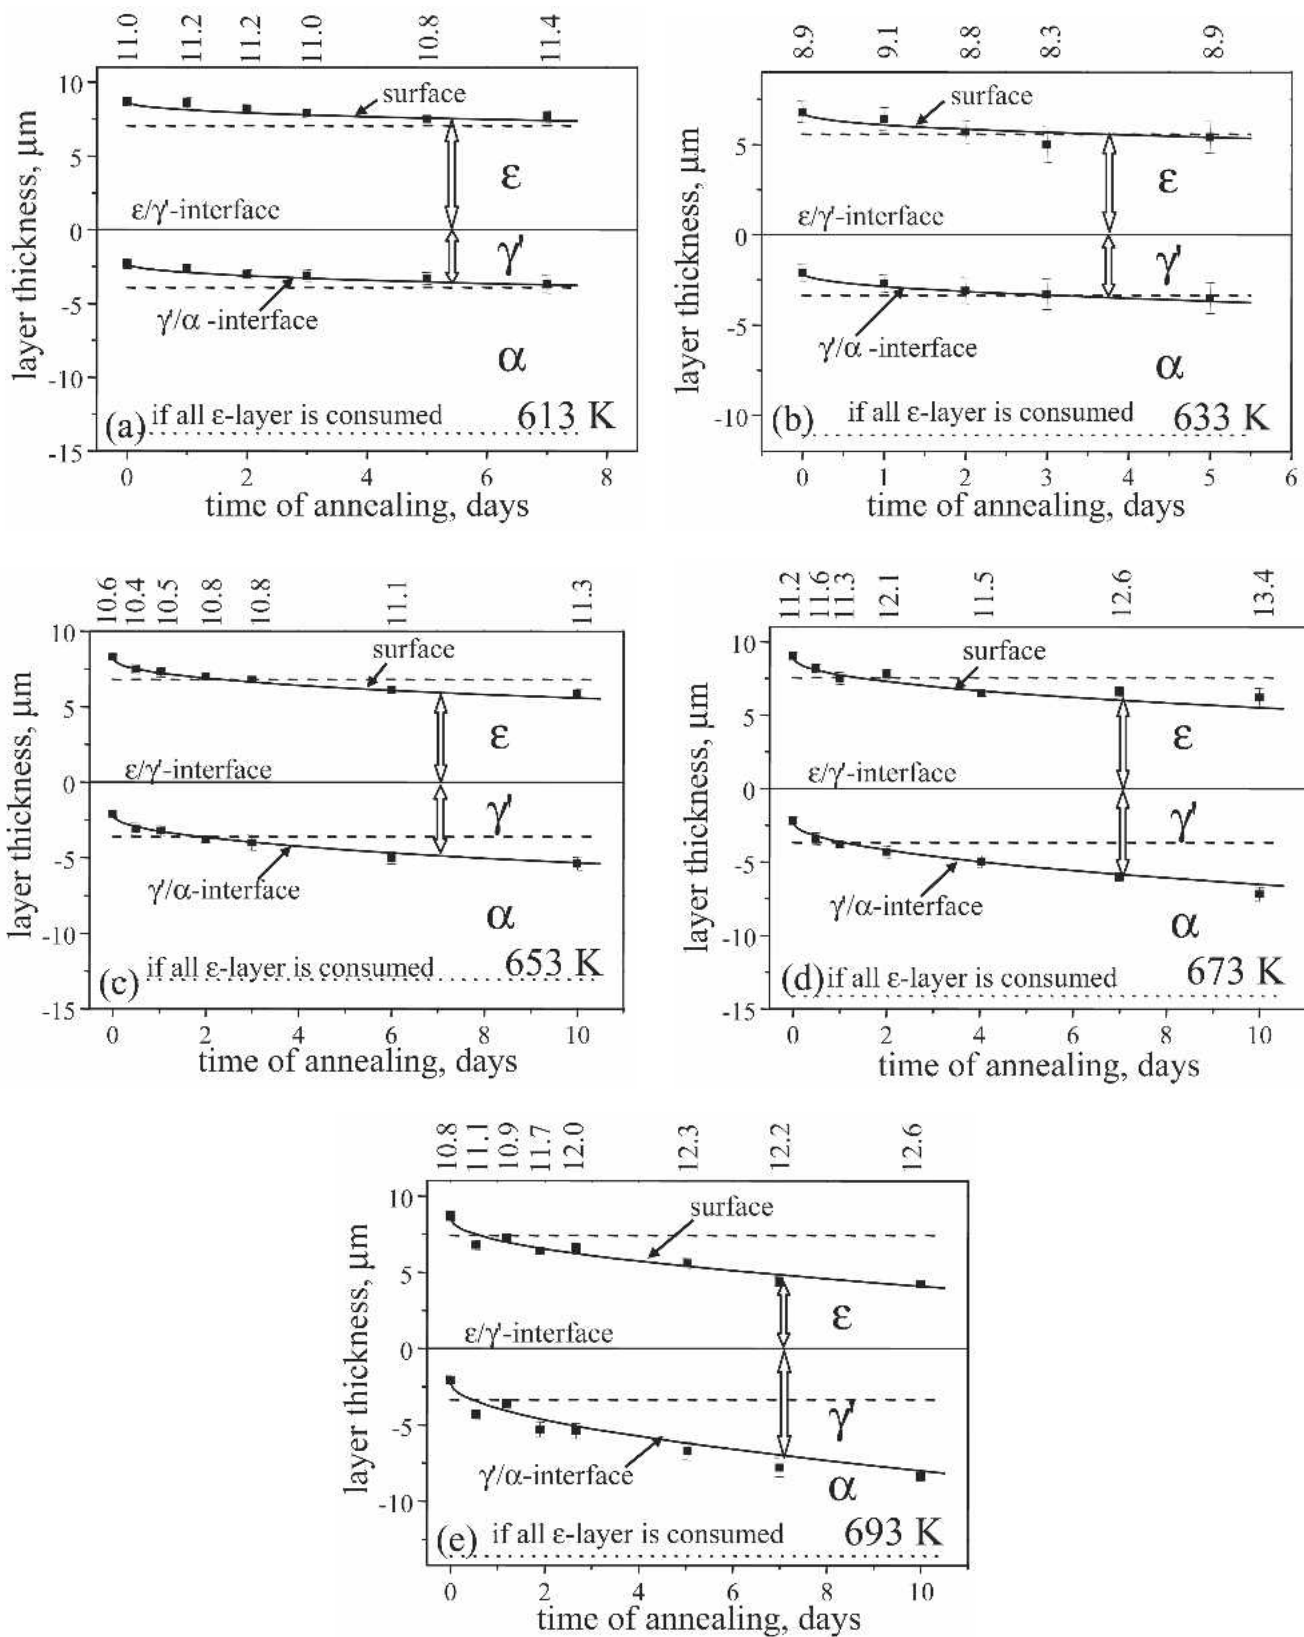 11.0 11.2 11.2 11.0 10.8 11.4
10
5
0
-5
-10
-15
layer thickness, µm
surface
ε
ε/γ'-interface
γ'
γ'/α -interface
α
if all ε-layer is consumed
(a)
613 K
0 2 4 6 8
time of annealing, days
8.9 9.1 8.8 8.3 8.9
5
0
-5
-10
layer thickness, µm
surface
ε
ε/γ'-interface
γ'
γ'/α -interface
α
if all ε-layer is consumed
(b)
633 K
0 1 2 3 4 5 6
time of annealing, days
10.6 10.4 10.5 10.8 10.8 11.1 11.3
10
5
0
-5
-10
-15
layer thickness, µm
surface
ε
ε/γ'-interface
γ'
γ'/α-interface
α
if all ε-layer is consumed
(c)
653 K
0 2 4 6 8 10
time of annealing, days
11.2 11.6 11.3 12.1 11.5 12.6 13.4
10
5
0
-5
-10
-15
layer thickness, µm
surface
ε
ε/γ'-interface
γ'
γ'/α-interface
α
(d) if all ε-layer is consumed
673 K
0 2 4 6 8 10
time of annealing, days
10.8 11.1 10.9 11.7 12.0 12.3 12.2 12.6
10
5
0
-5
-10
layer thickness, µm
surface
ε
ε/γ'-interface
γ'
γ'/α-interface
α
(e) if all ε-layer is consumed
693 K
0 2 4 6 8 10
time of annealing, days